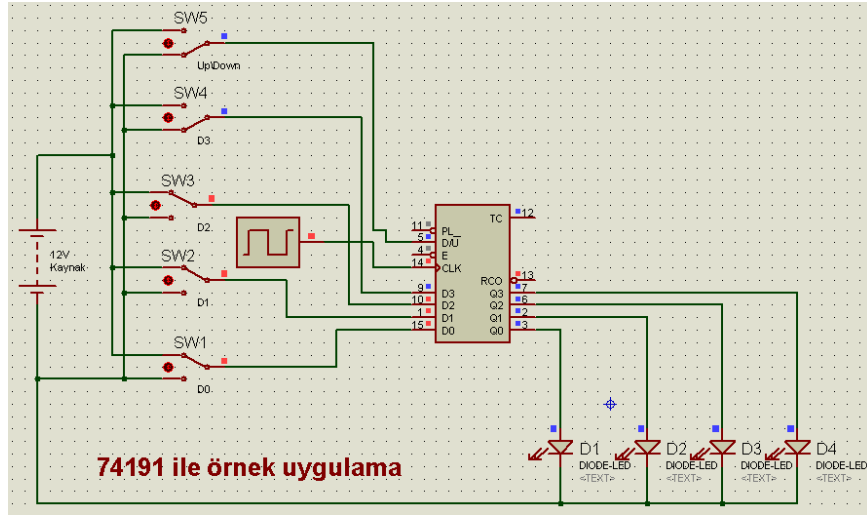 SW5
Up\Down
SW4
D3
SW3
D2
12V
Kaynak
SW2
D1
SW1
D0
11 PL_
5 D/U
4 E
14 CLK
9 D3
10 D2
1 D1
15 D0
TC 12
RCO 13
Q3 7
Q2 6
Q1 2
Q0 3
D1
DIODE-LED
<TEXT>
D2
DIODE-LED
<TEXT>
D3
DIODE-LED
<TEXT>
D4
DIODE-LED
<TEXT>
74191 ile örnek uygulama